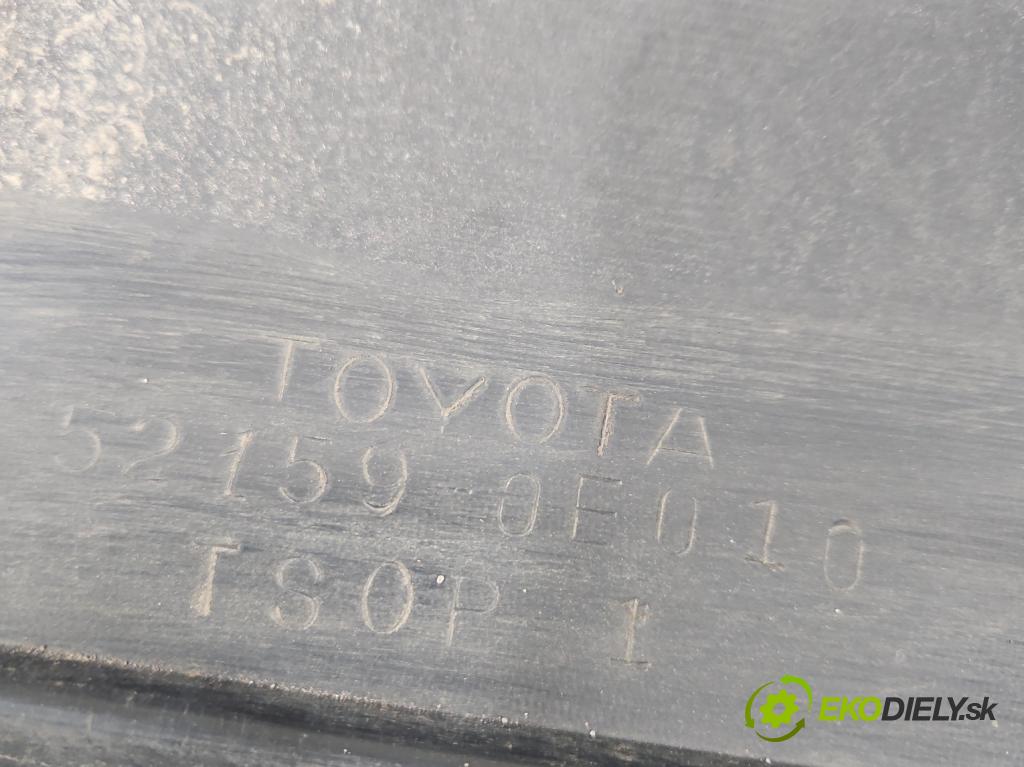 TOYOTA
52159 0F010
TSOP 1
EKODIELY.sk